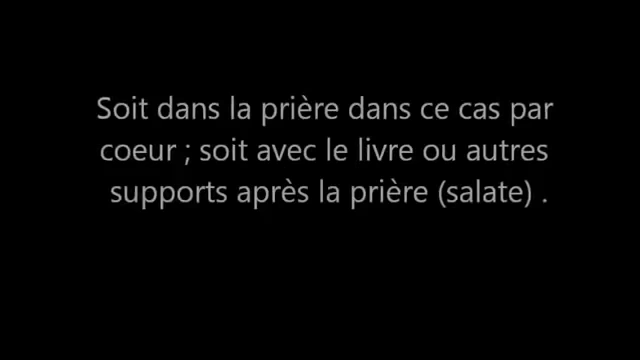 Soit dans la prière dans ce cas par
coeur ; soit avec le livre ou autres
supports après la prière (salate) .